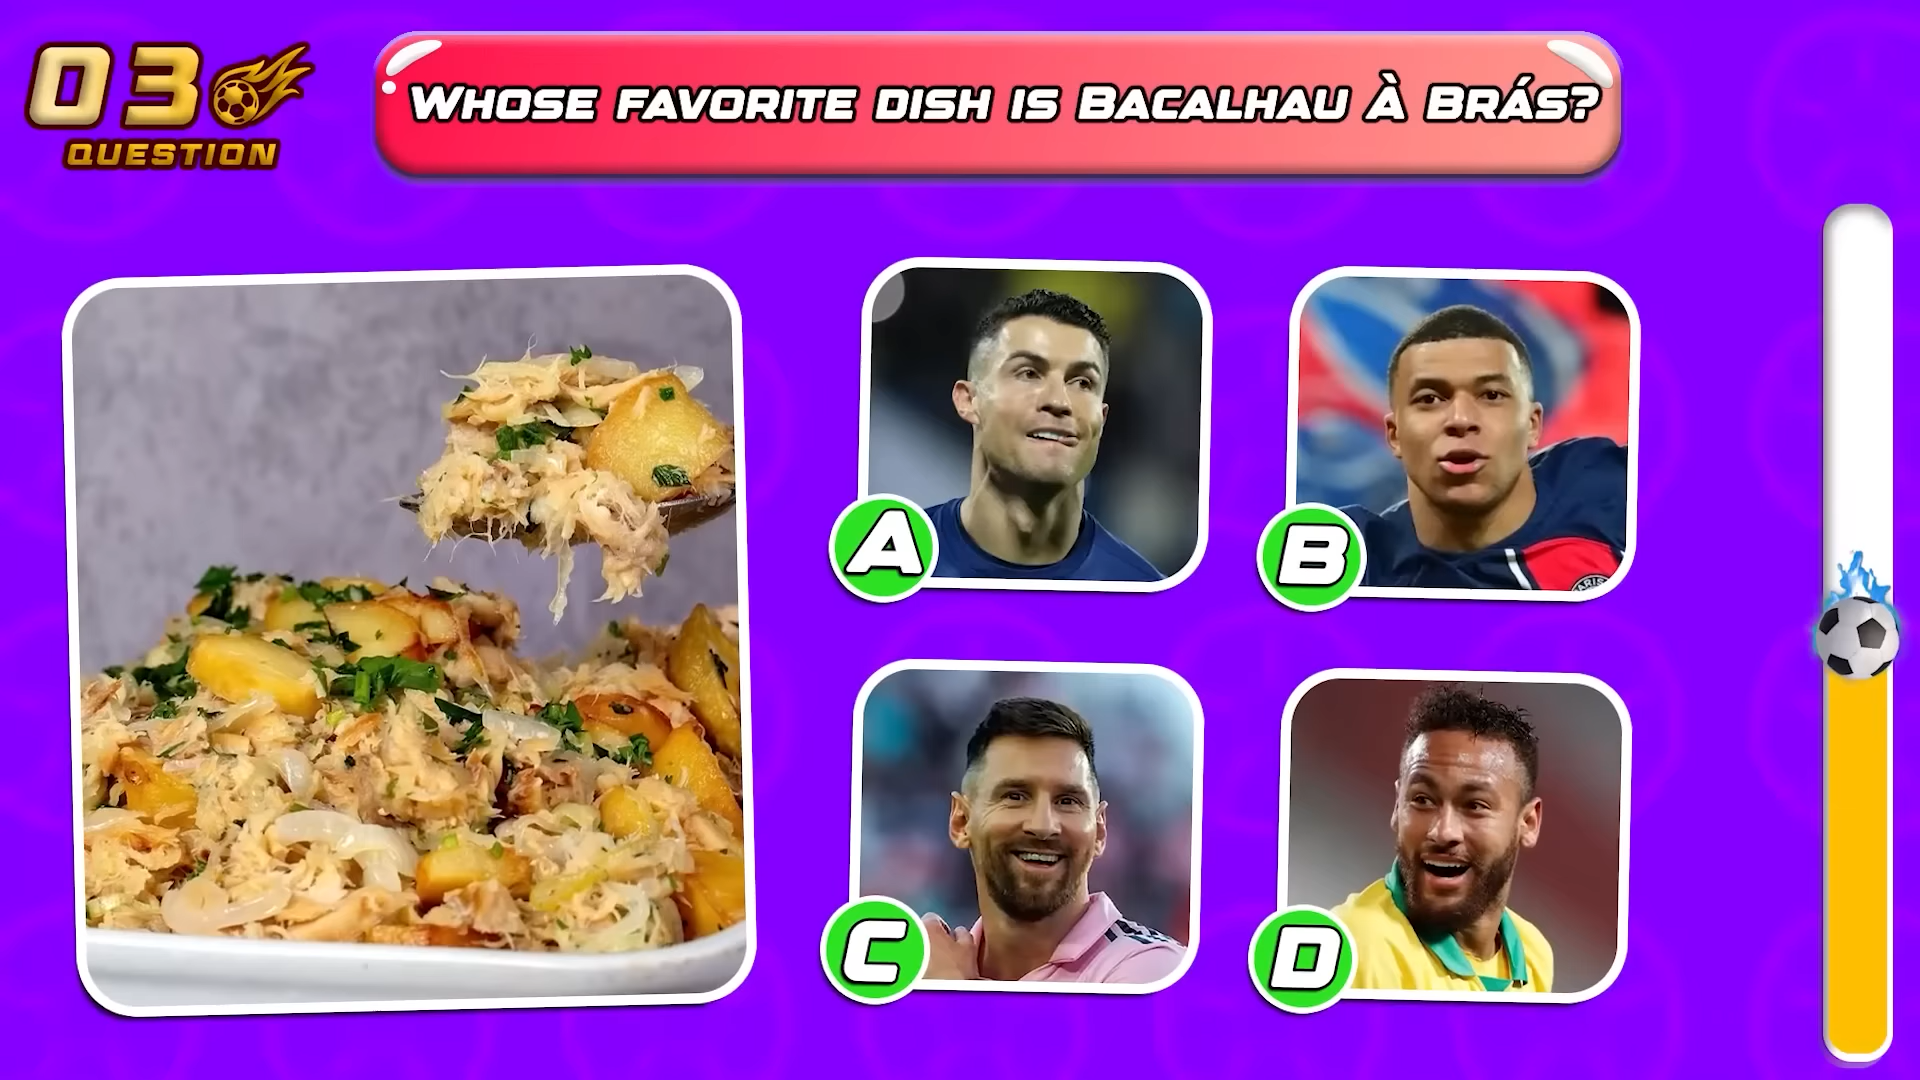 03
QUESTION
WHOSE FAVORITE DISH IS BACALHAU À BRÁS?
A
B
C
D